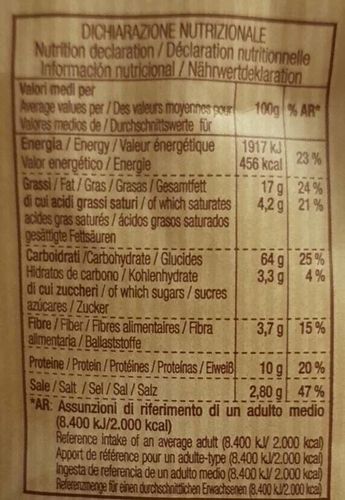 DICHIARAZIONE NUTRIZIONALE
Nutrition declaration / Déclaration nutritionnelle
Información nutricional / Nährwertdeklaration
Valori medi per
Average values per / Des valeurs moyennes pour
Valores medios de / Durchschnittswerte für
100g % AR*
Energia / Energy / Valeur énergétique 1917 kJ
Valor energético / Energie 456 kcal 23 %
Grassi / Fat / Gras / Grasas / Gesamtfett 17 g 24 %
di cui acidi grassi saturi / of which saturates 4,2 g 21 %
acides gras saturés / ácidos grasos saturados
gesättigte Fettsäuren
Carboidrati / Carbohydrate / Glucides 64 g 25 %
Hidratos de carbono / Kohlenhydrate 3,3 g 4 %
di cui zuccheri / of which sugars / sucres
azúcares / Zucker
Fibre / Fiber / Fibres alimentaires / Fibra 3,7 g 15 %
alimentaria / Ballaststoffe
Proteine / Protein / Protéines / Proteínas / Eiweiß 10 g 20 %
Sale / Salt / Sel / Sal / Salz 2,80 g 47 %
*AR: Assunzioni di riferimento di un adulto medio
(8.400 kJ/2.000 kcal)
Reference intake of an average adult (8.400 kJ/ 2.000 kcal)
Apport de référence pour un adulte-type (8.400 kJ/2.000 kcal)
Ingesta de referencia de un adulto medio (8.400 kJ/2.000 kcal)
Referenzmenge für einen durchschnittlichen Erwachsenen (8.400 kJ/2.000 kcal)